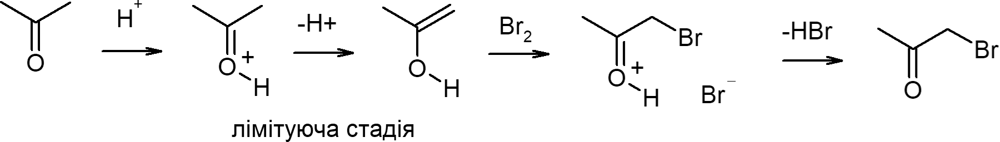 H⁺ -H+ Br₂ -HBr
O O + H O H Br O + H Br⁻ Br O
лімітуюча стадія